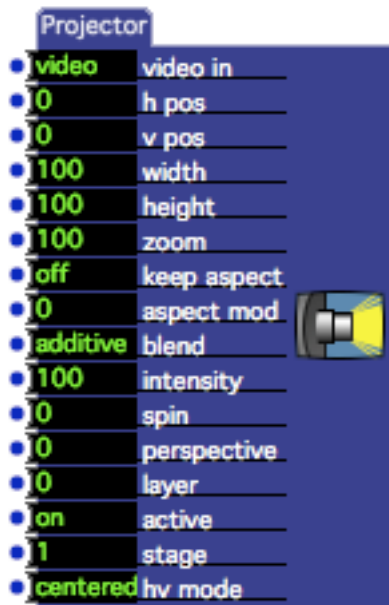 Projector
video video in
0 h pos
0 v pos
100 width
100 height
100 zoom
off keep aspect
0 aspect mod
additive blend
100 intensity
0 spin
0 perspective
0 layer
on active
1 stage
centered hv mode